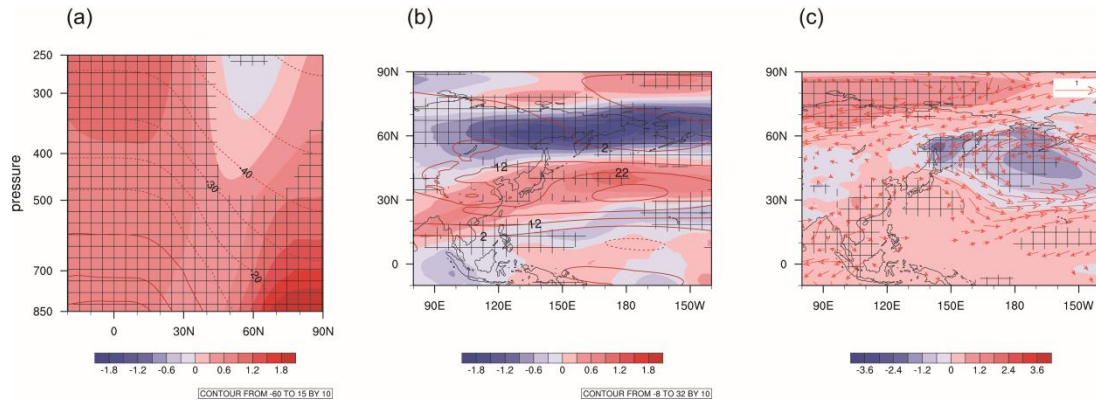 (a)
(b)
(c)
250
300
400
500
700
850
pressure
-40
-30
-20
0
30N
60N
90N
-1.8 -1.2 -0.6 0 0.6 1.2 1.8
CONTOUR FROM -60 TO 15 BY 10
90N
60N
30N
0
2
12
22
12
2
90E 120E 150E 180 150W
-1.8 -1.2 -0.6 0 0.6 1.2 1.8
CONTOUR FROM -8 TO 32 BY 10
90N
60N
30N
0
1
90E 120E 150E 180 150W
-3.6 -2.4 -1.2 0 1.2 2.4 3.6